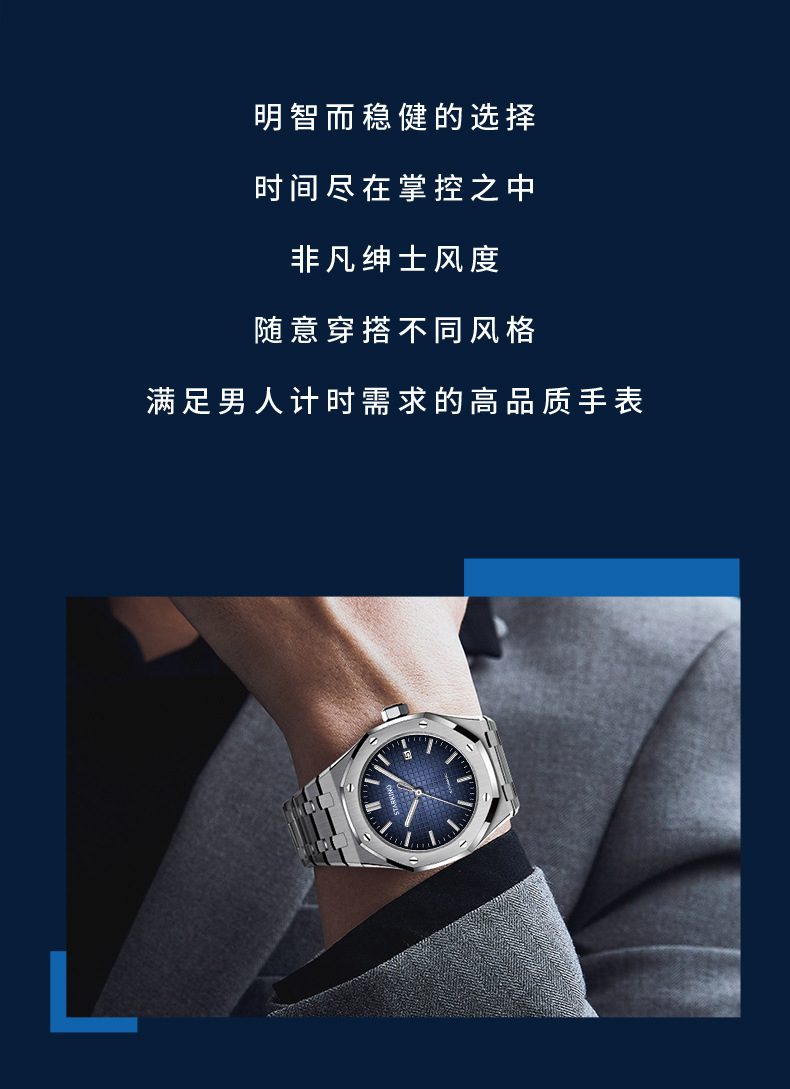 明智而稳健的选择
时间尽在掌控之中
非凡绅士风度
随意穿搭不同风格
满足男人计时需求的高品质手表
STARKING